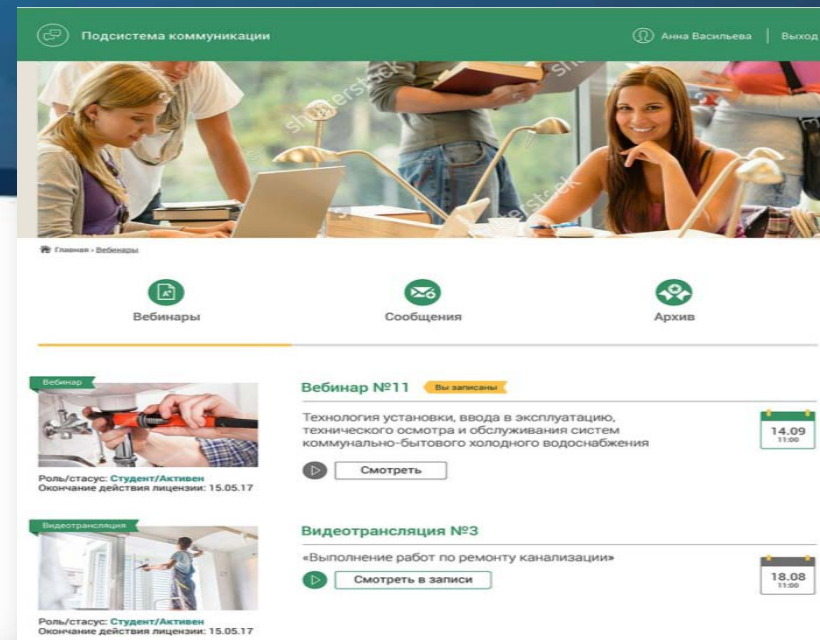 Подсистема коммуникации
Анна Васильева | Выход
shutterstock
shutterstock
Главная › Вебинары
Вебинары
Сообщения
Архив
Вебинар
Вебинар №11
Вы записаны
Технология установки, ввода в эксплуатацию,
технического осмотра и обслуживания систем
коммунально-бытового холодного водоснабжения
14.09
11:00
Смотреть
Роль/стасус: Студент/Активен
Окончание действия лицензии: 15.05.17
Видеотрансляция
Видеотрансляция №3
«Выполнение работ по ремонту канализации»
18.08
11:00
Смотреть в записи
Роль/стасус: Студент/Активен
Окончание действия лицензии: 15.05.17